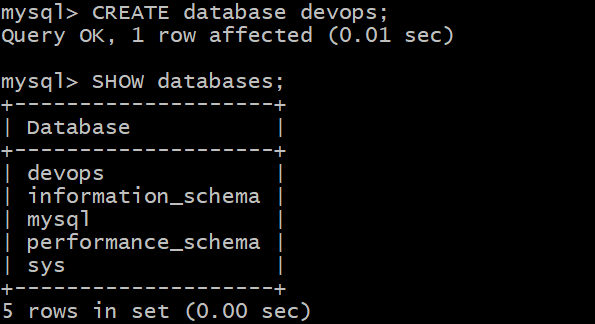 mysql> CREATE database devops;
Query OK, 1 row affected (0.01 sec)
mysql> SHOW databases;
+--------------------+
| Database           |
+--------------------+
| devops             |
| information_schema |
| mysql              |
| performance_schema |
| sys                |
+--------------------+
5 rows in set (0.00 sec)